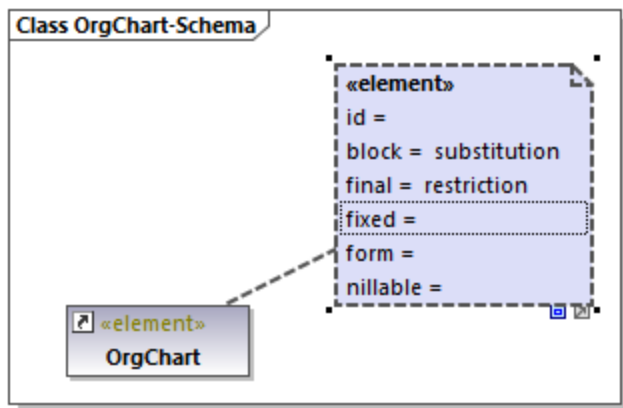 Class OrgChart-Schema
«element»
id =
block = substitution
final = restriction
fixed =
form =
nillable =
«element»
OrgChart